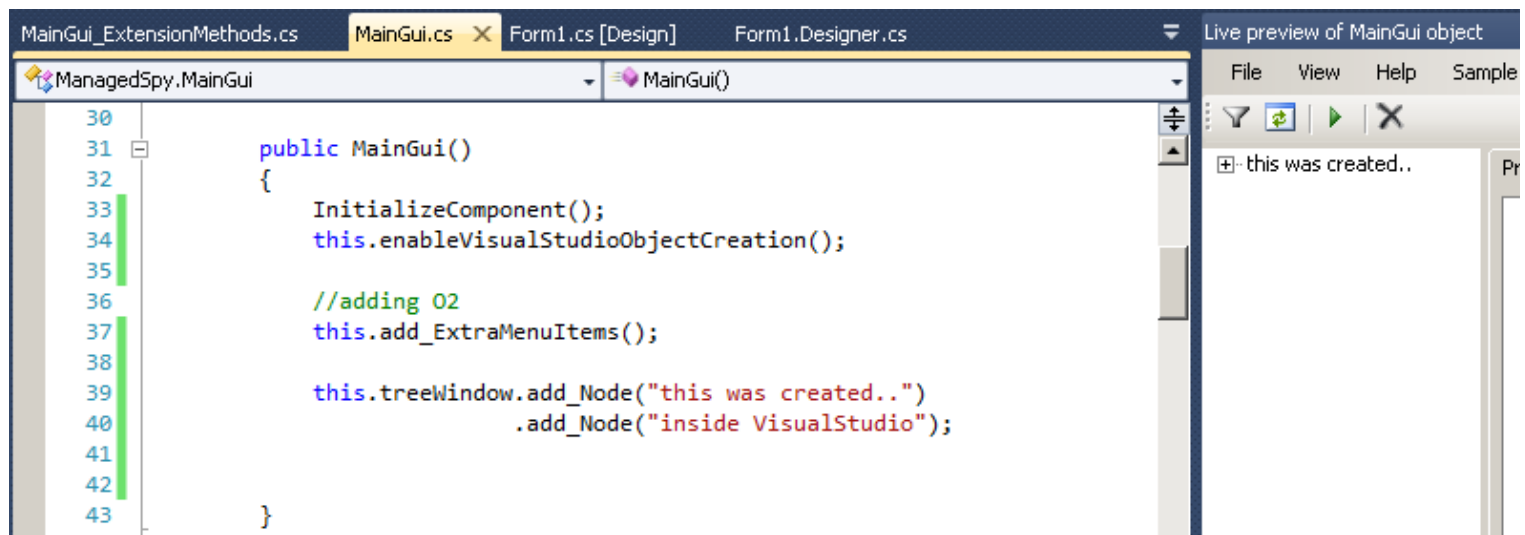 MainGui_ExtensionMethods.cs MainGui.cs Form1.cs [Design] Form1.Designer.cs
ManagedSpy.MainGui MainGui()
30
31 public MainGui()
32 {
33 InitializeComponent();
34 this.enableVisualStudioObjectCreation();
35
36 //adding O2
37 this.add_ExtraMenuItems();
38
39 this.treeWindow.add_Node("this was created..")
40 .add_Node("inside VisualStudio");
41
42
43 }
Live preview of MainGui object
File View Help Sample
this was created..
Pr